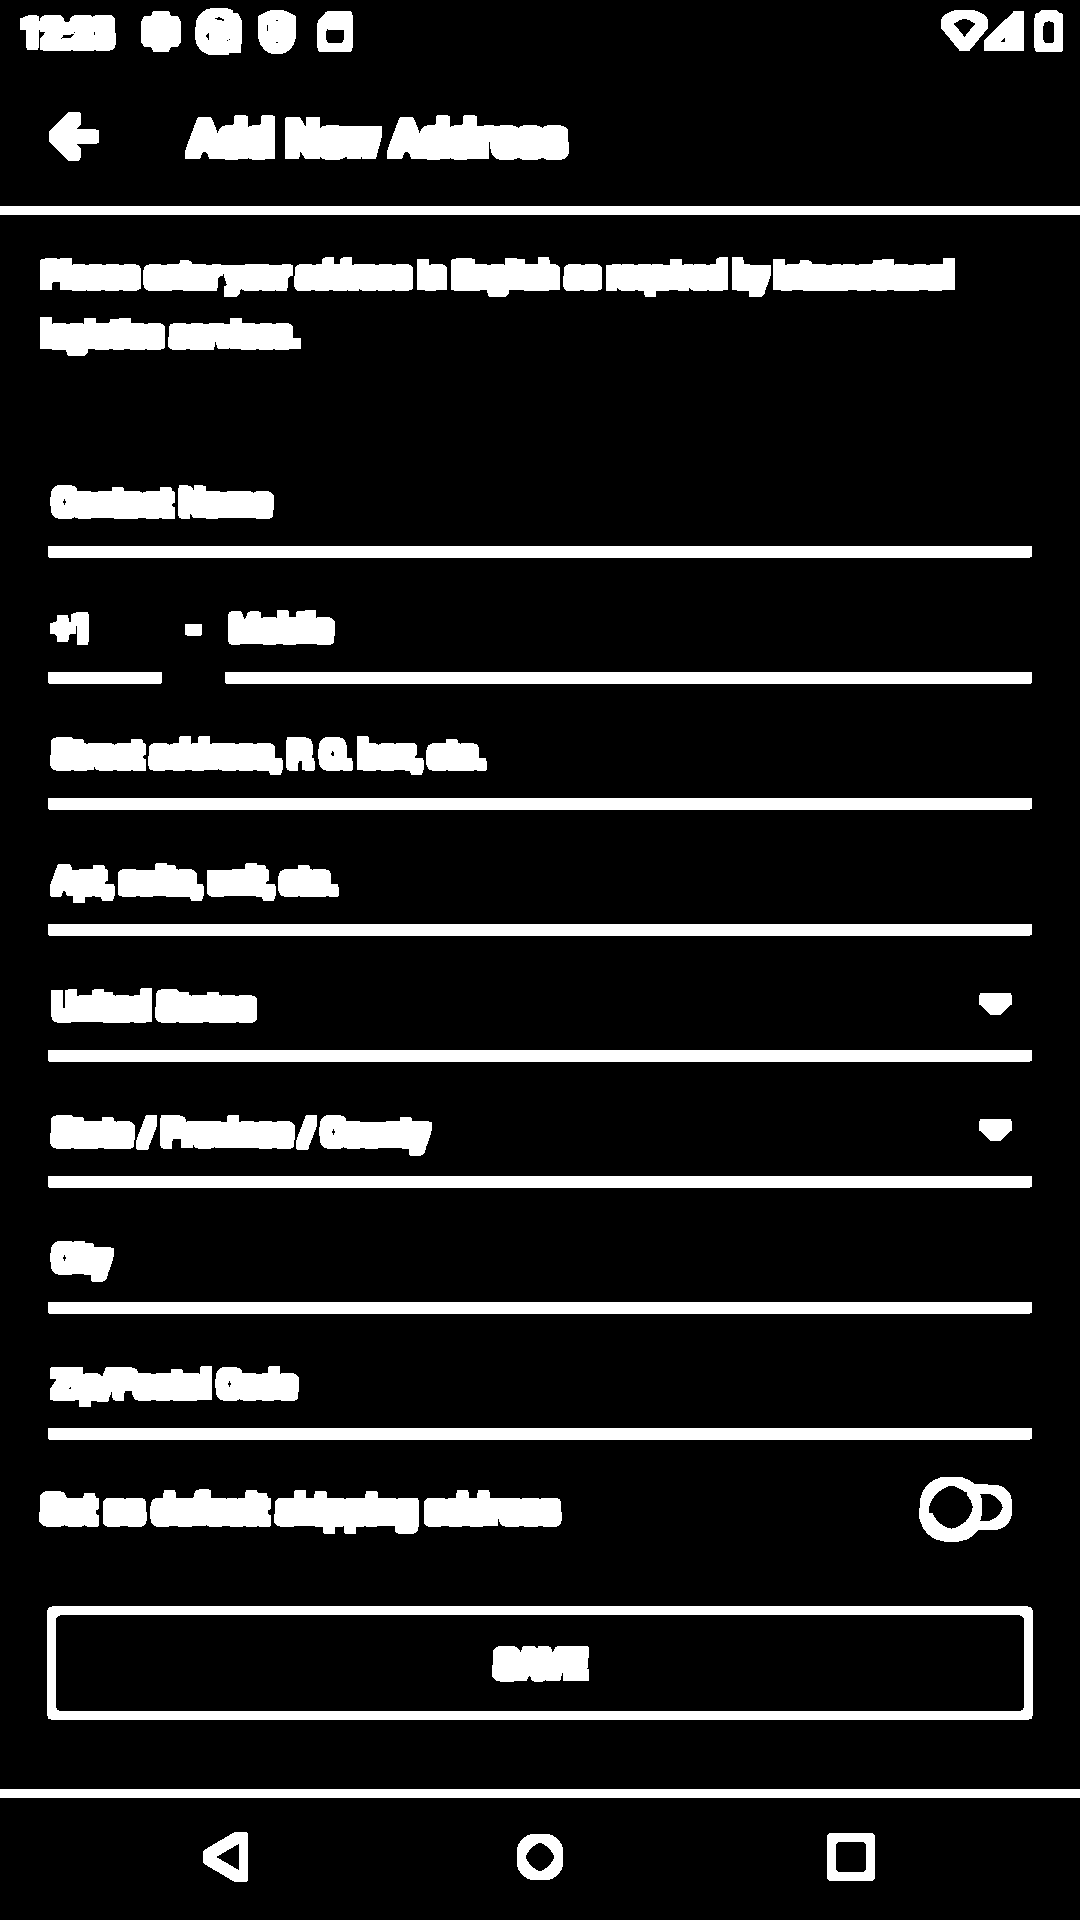 Add New Address
Please enter your address in English as required by international
logistics services.
Contact Name
+1 - Mobile
Street address, P. O. box, etc.
Apt, suite, unit, etc.
United States
State / Province / County
City
Zip/Postal Code
Set as default shipping address
SAVE